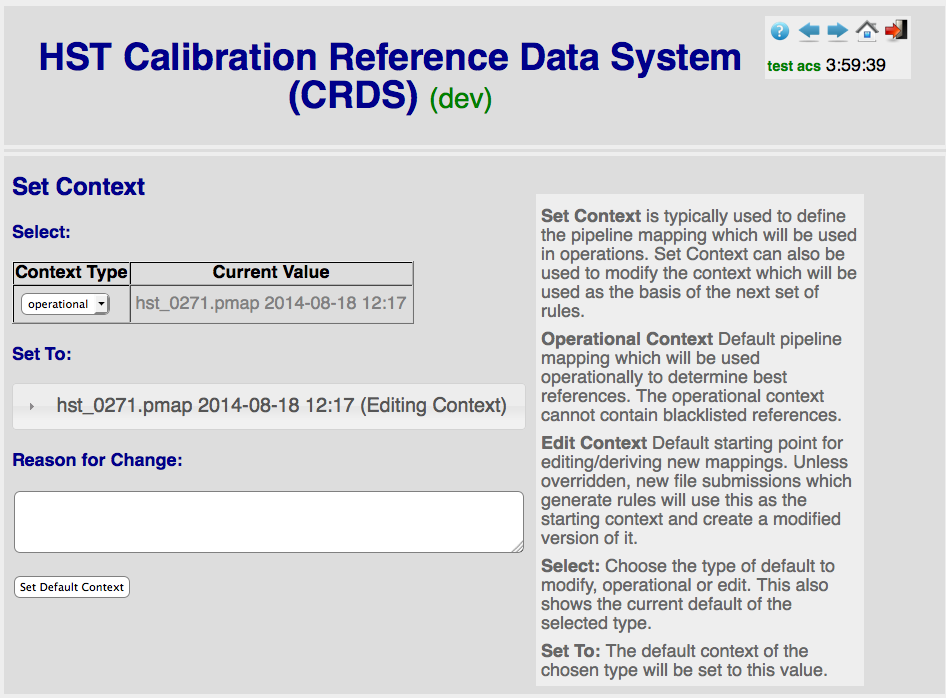 HST Calibration Reference Data System
(CRDS) (dev)
?
test acs 3:59:39
Set Context
Select:
Context Type Current Value
operational hst_0271.pmap 2014-08-18 12:17
Set To:
hst_0271.pmap 2014-08-18 12:17 (Editing Context)
Reason for Change:
Set Default Context
Set Context is typically used to define
the pipeline mapping which will be used
in operations. Set Context can also be
used to modify the context which will be
used as the basis of the next set of
rules.
Operational Context Default pipeline
mapping which will be used
operationally to determine best
references. The operational context
cannot contain blacklisted references.
Edit Context Default starting point for
editing/deriving new mappings. Unless
overridden, new file submissions which
generate rules will use this as the
starting context and create a modified
version of it.
Select: Choose the type of default to
modify, operational or edit. This also
shows the current default of the
selected type.
Set To: The default context of the
chosen type will be set to this value.